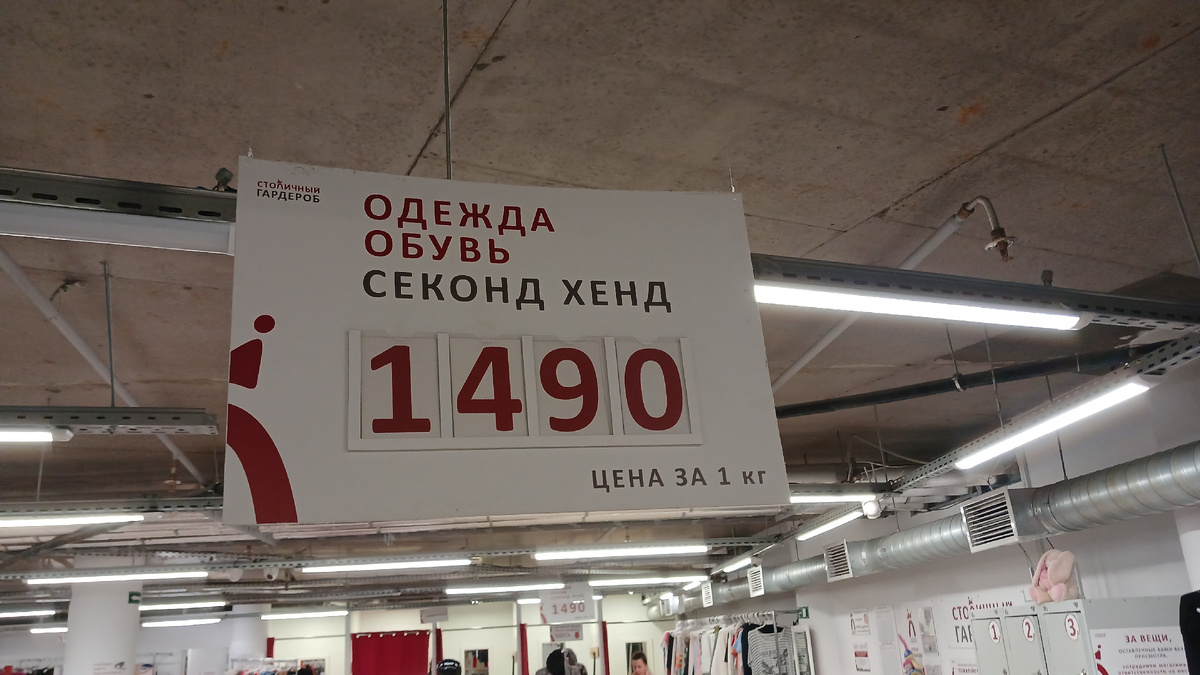 СТОЛИЧНЫЙ
ГАРДЕРОБ
ОДЕЖДА
ОБУВЬ
СЕКОНД ХЕНД
1490
ЦЕНА ЗА 1 кг
1490
1
2
3
ЗА ВЕЩИ,